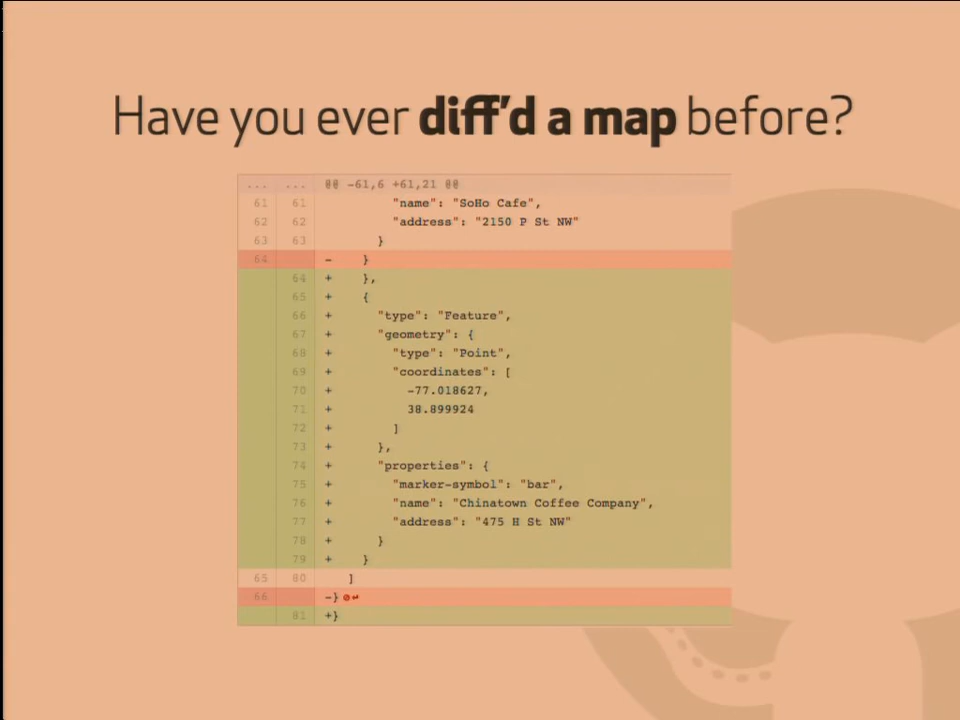 Have you ever diff'd a map before?
... ... @@ -61,6 +61,21 @@
61 61 "name": "SoHo Cafe",
62 62 "address": "2150 P St NW"
63 63 }
64 - }
64 + },
65 + {
66 + "type": "Feature",
67 + "geometry": {
68 + "type": "Point",
69 + "coordinates": [
70 + -77.018627,
71 + 38.899924
72 + ]
73 + },
74 + "properties": {
75 + "marker-symbol": "bar",
76 + "name": "Chinatown Coffee Company",
77 + "address": "475 H St NW"
78 + }
79 + }
65 80 ]
66 -}
81 +}